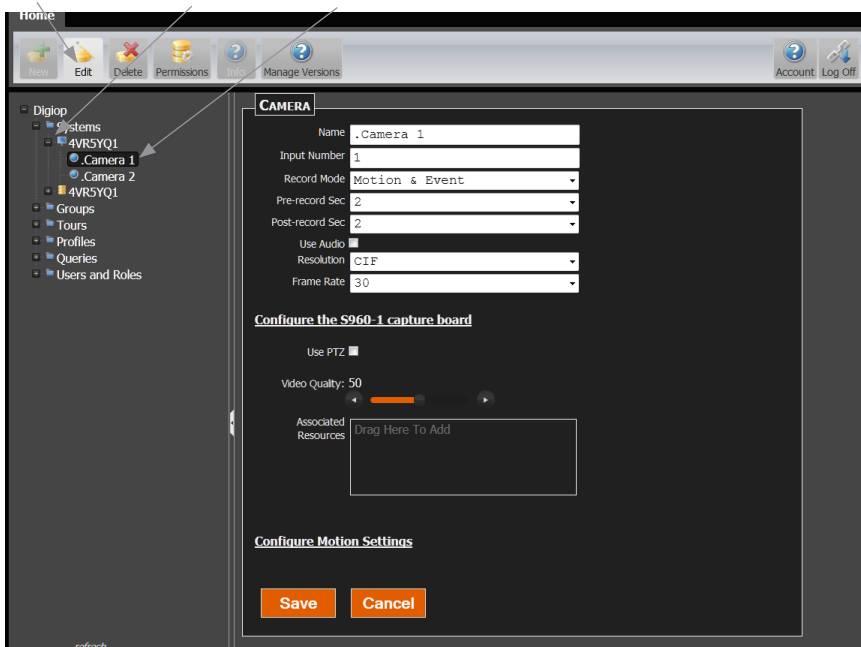 Home
New Edit Delete Permissions Info Manage Versions Account Log Off
Digiop
Systems
4VR5YQ1
.Camera 1
.Camera 2
4VR5YQ1
Groups
Tours
Profiles
Queries
Users and Roles
CAMERA
Name .Camera 1
Input Number 1
Record Mode Motion & Event
Pre-record Sec 2
Post-record Sec 2
Use Audio
Resolution CIF
Frame Rate 30
Configure the S960-1 capture board
Use PTZ
Video Quality: 50
Associated
Resources Drag Here To Add
Configure Motion Settings
Save Cancel
refresh